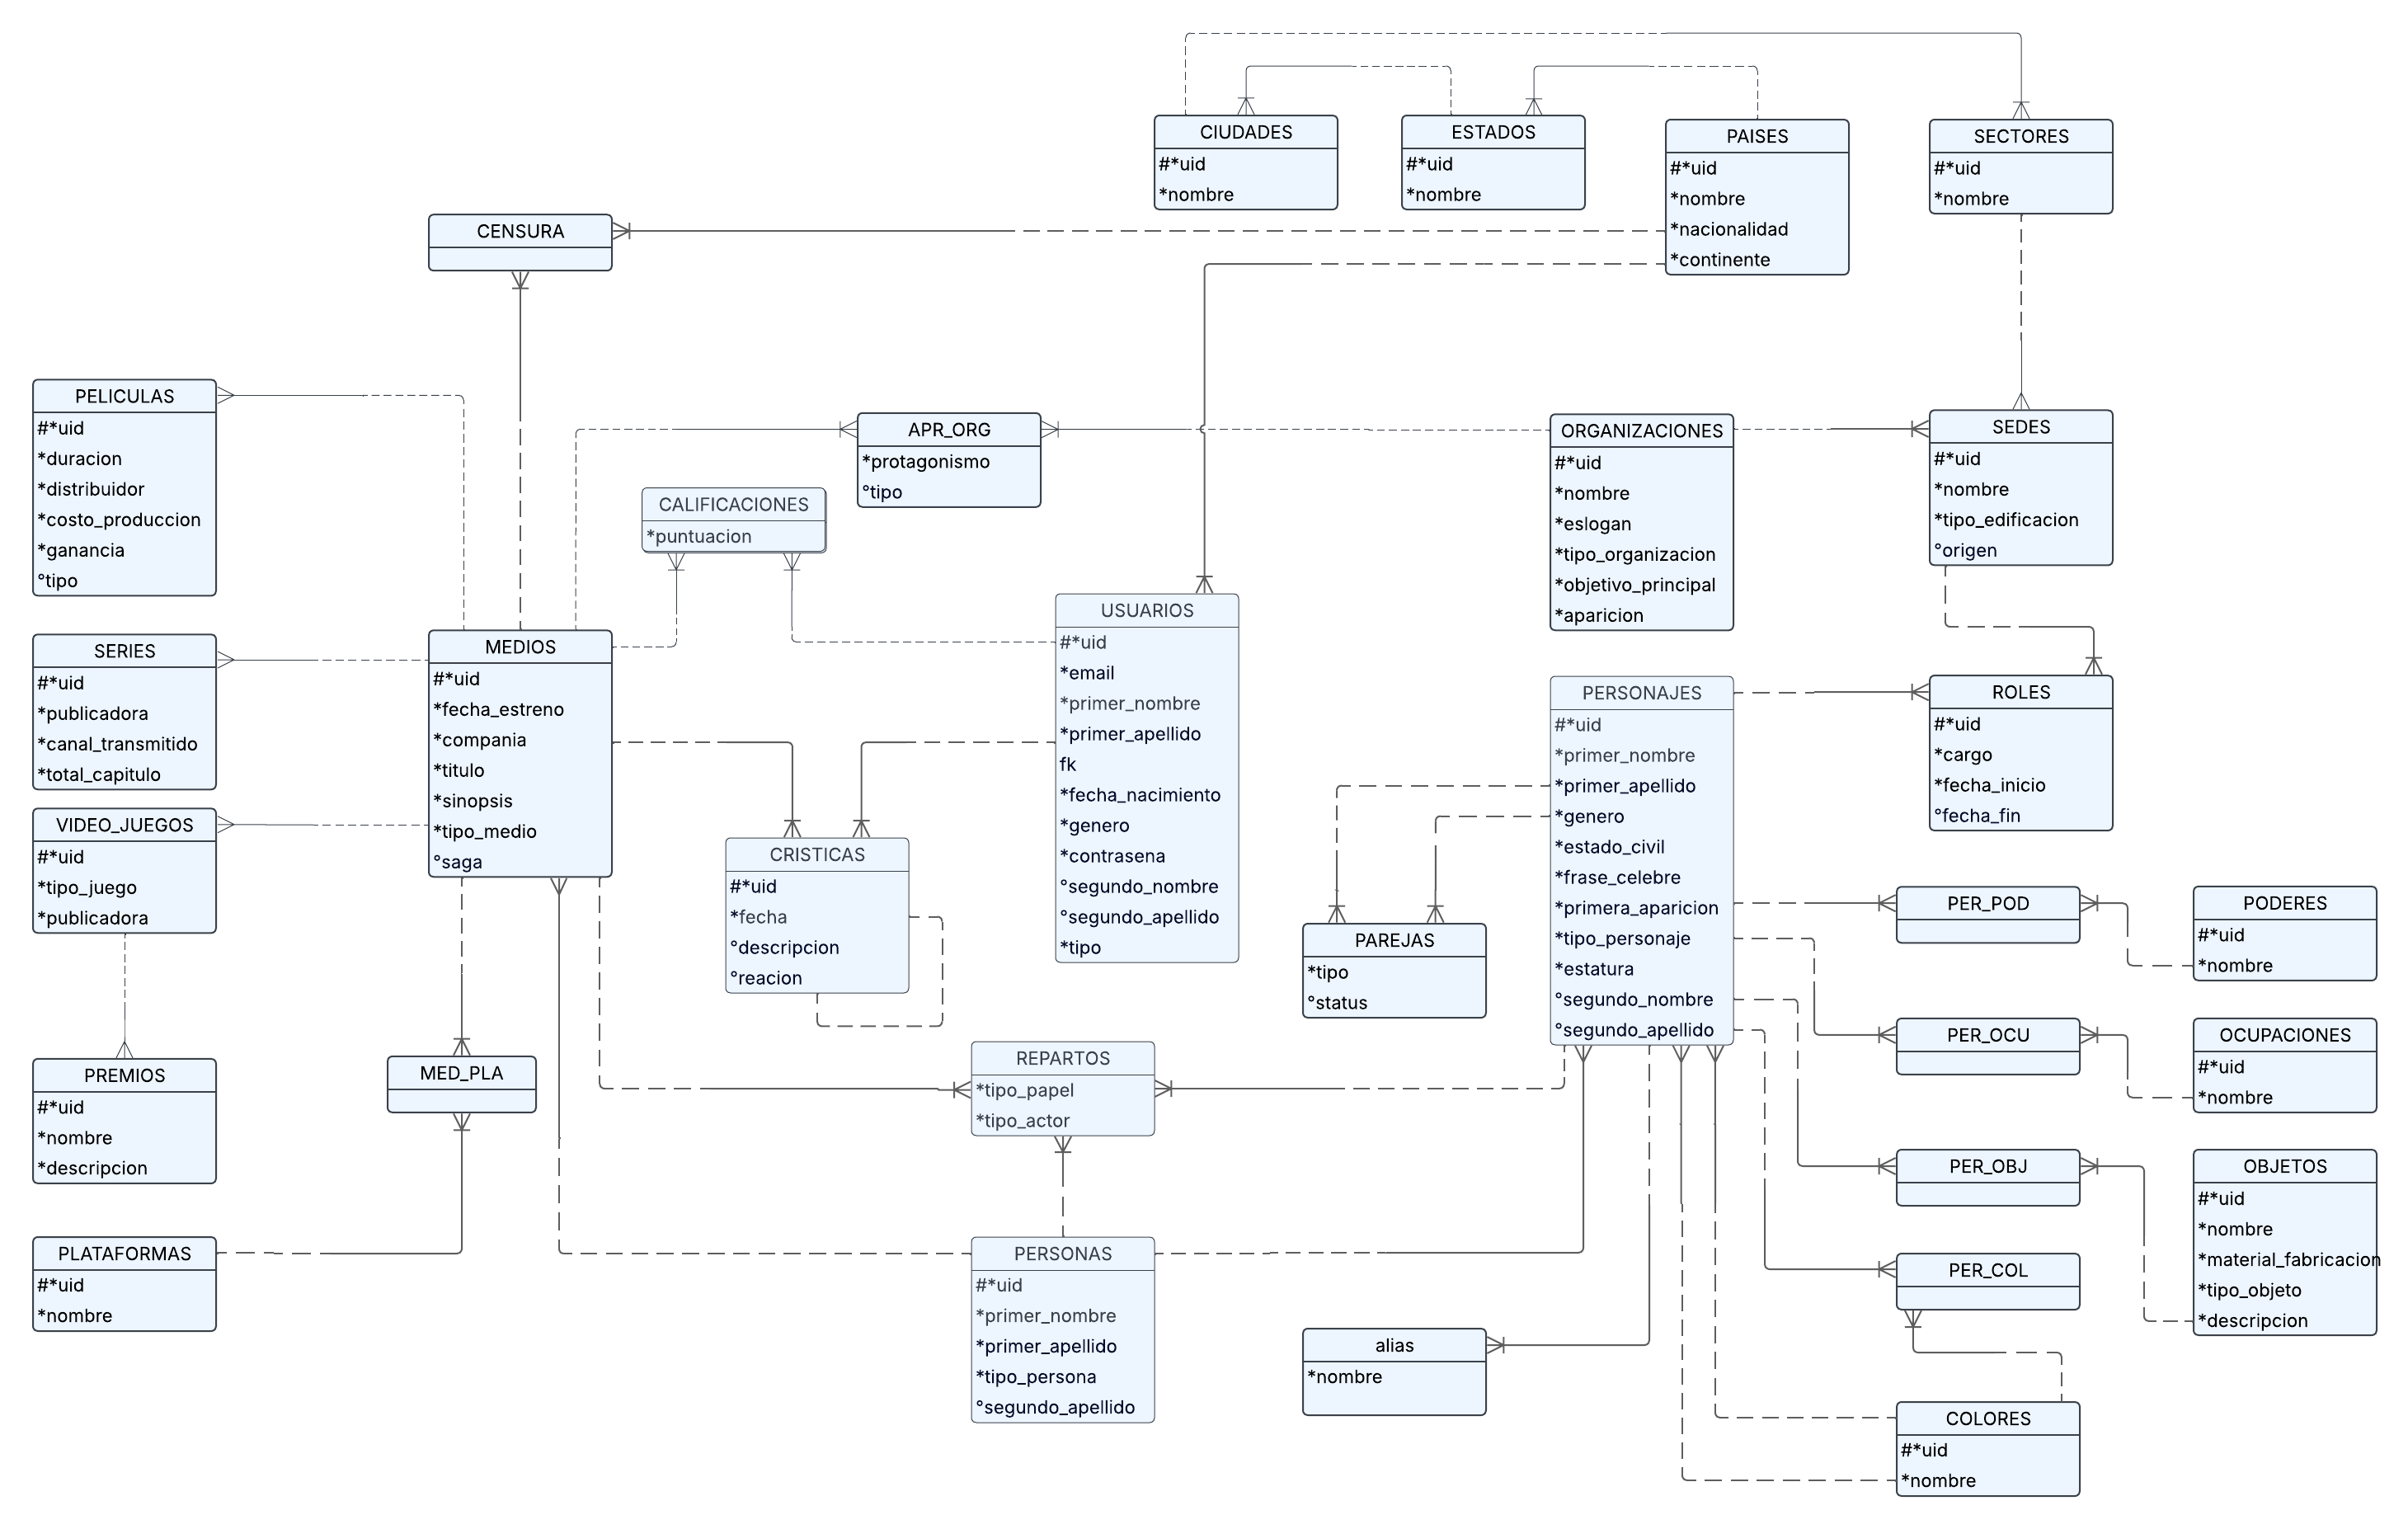 CIUDADES
#*uid
*nombre
ESTADOS
#*uid
*nombre
PAISES
#*uid
*nombre
*nacionalidad
*continente
SECTORES
#*uid
*nombre
CENSURA
PELICULAS
#*uid
*duracion
*distribuidor
*costo_produccion
*ganancia
°tipo
APR_ORG
*protagonismo
°tipo
ORGANIZACIONES
#*uid
*nombre
*eslogan
*tipo_organizacion
*objetivo_principal
*aparicion
SEDES
#*uid
*nombre
*tipo_edificacion
°origen
CALIFICACIONES
*puntuacion
USUARIOS
#*uid
*email
*primer_nombre
*primer_apellido
fk
*fecha_nacimiento
*genero
*contrasena
°segundo_nombre
°segundo_apellido
*tipo
SERIES
#*uid
*publicadora
*canal_transmitido
*total_capitulo
MEDIOS
#*uid
*fecha_estreno
*compania
*titulo
*sinopsis
*tipo_medio
°saga
PERSONAJES
#*uid
*primer_nombre
*primer_apellido
*genero
*estado_civil
*frase_celebre
*primera_aparicion
*tipo_personaje
*estatura
°segundo_nombre
°segundo_apellido
ROLES
#*uid
*cargo
*fecha_inicio
°fecha_fin
VIDEO_JUEGOS
#*uid
*tipo_juego
*publicadora
CRISTICAS
#*uid
*fecha
°descripcion
°reacion
PAREJAS
*tipo
°status
PER_POD
PODERES
#*uid
*nombre
PER_OCU
OCUPACIONES
#*uid
*nombre
PREMIOS
#*uid
*nombre
*descripcion
MED_PLA
REPARTOS
*tipo_papel
*tipo_actor
PER_OBJ
OBJETOS
#*uid
*nombre
*material_fabricacion
*tipo_objeto
*descripcion
PLATAFORMAS
#*uid
*nombre
PERSONAS
#*uid
*primer_nombre
*primer_apellido
*tipo_persona
°segundo_apellido
PER_COL
alias
*nombre
COLORES
#*uid
*nombre